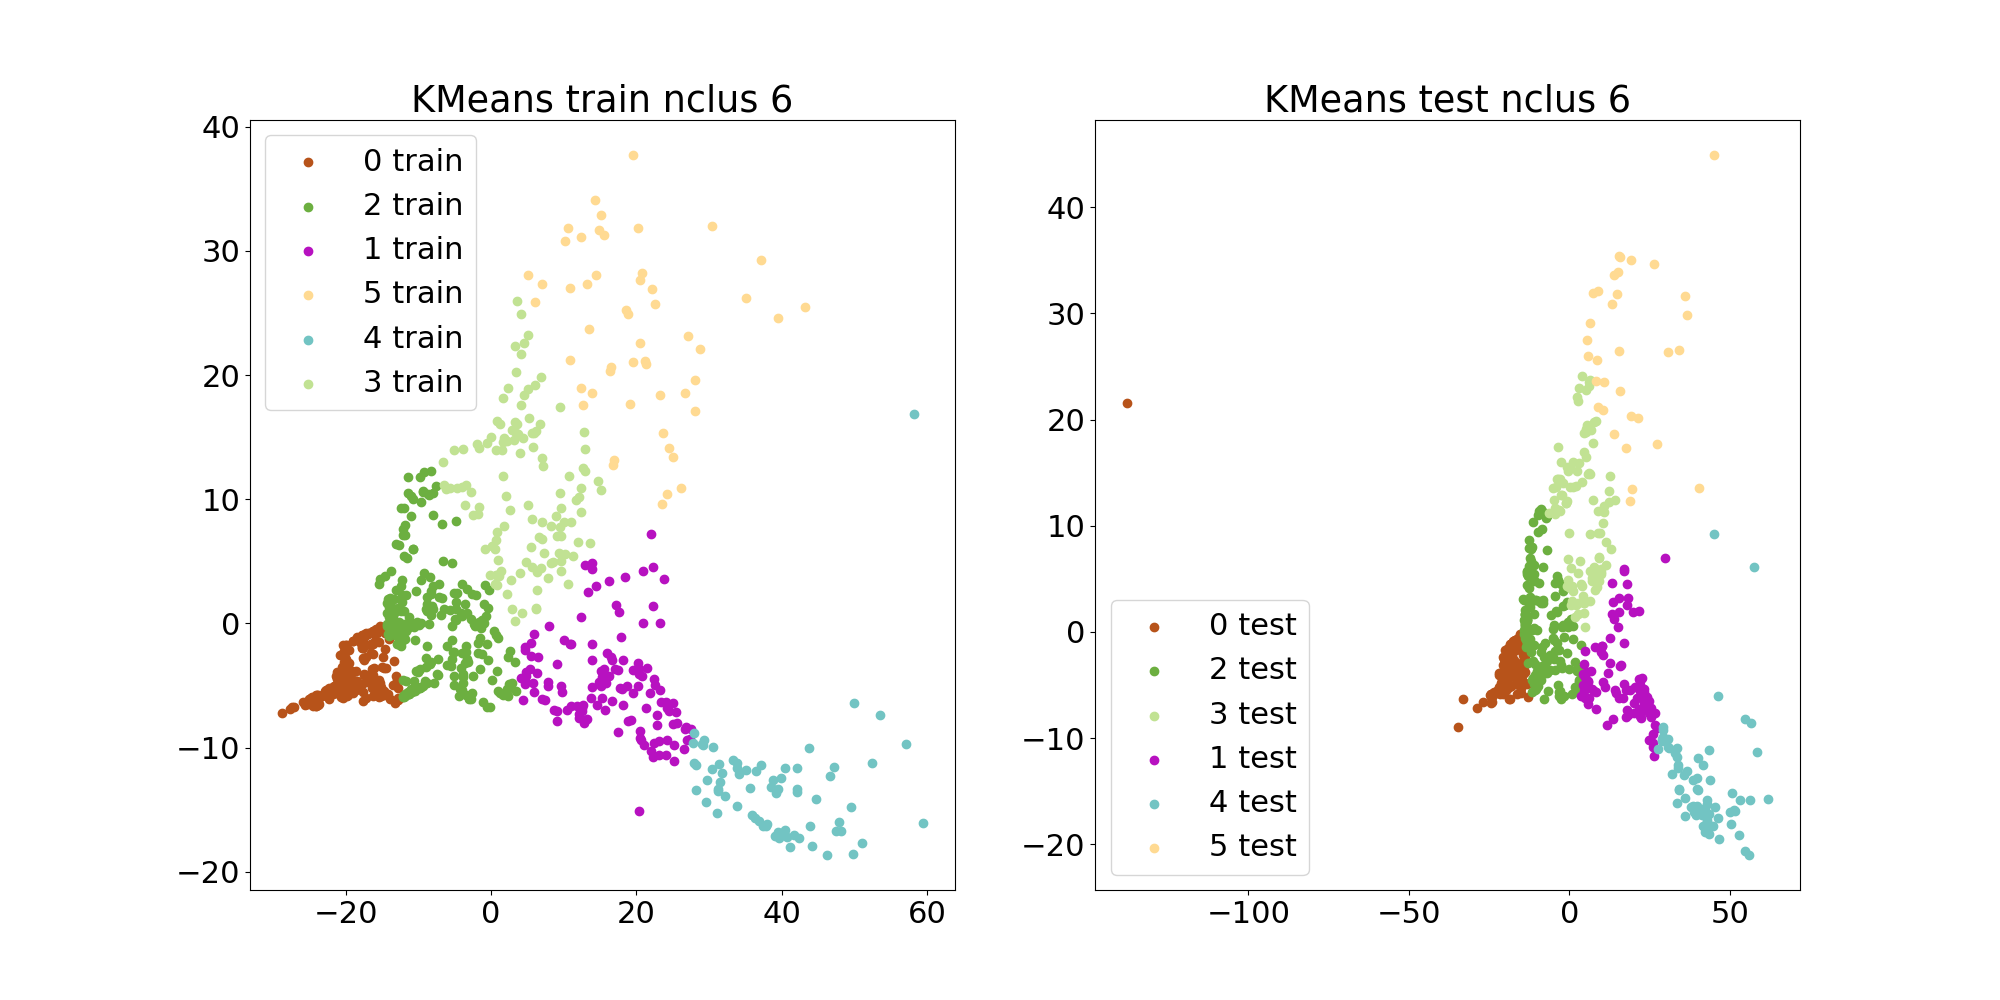 KMeans train nclus 6
40
30
20
10
0
−10
−20
−20
0
20
40
60
0 train
2 train
1 train
5 train
4 train
3 train
KMeans test nclus 6
40
30
20
10
0
−10
−20
−100
−50
0
50
0 test
2 test
3 test
1 test
4 test
5 test